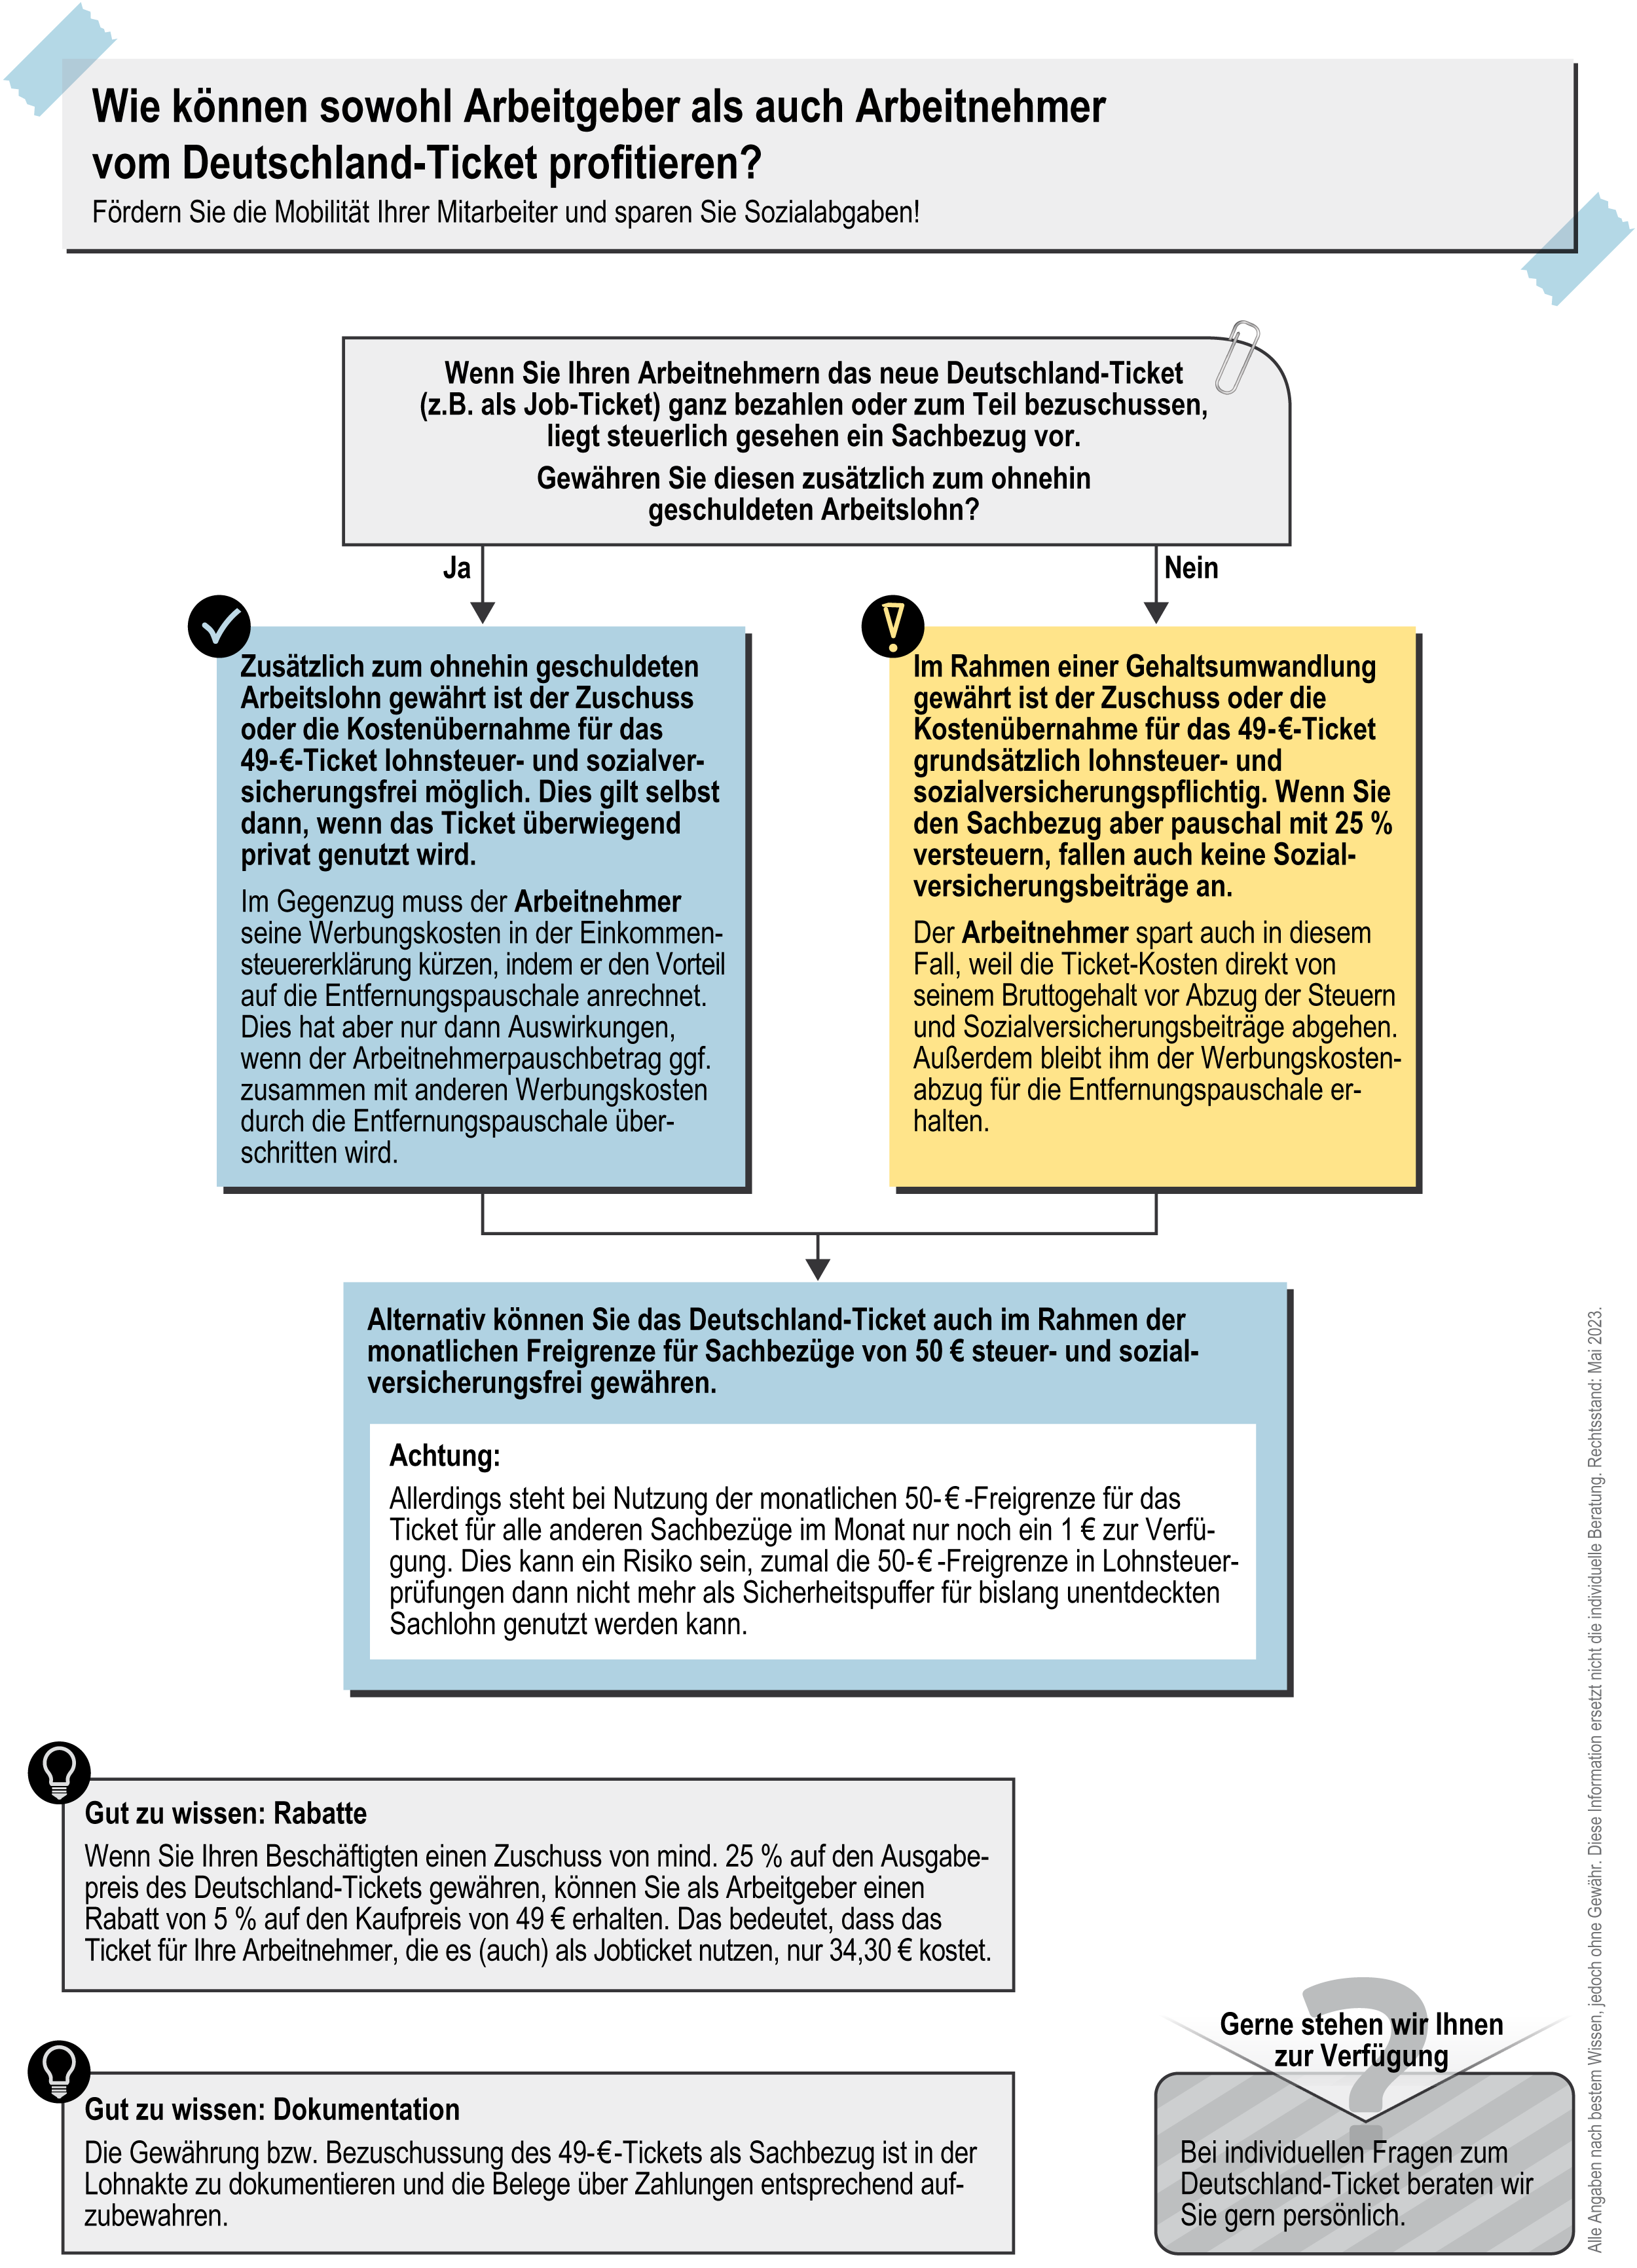 Wie können sowohl Arbeitgeber als auch Arbeitnehmer
vom Deutschland-Ticket profitieren?
Fördern Sie die Mobilität Ihrer Mitarbeiter und sparen Sie Sozialabgaben!
Wenn Sie Ihren Arbeitnehmern das neue Deutschland-Ticket
(z.B. als Job-Ticket) ganz bezahlen oder zum Teil bezuschussen,
liegt steuerlich gesehen ein Sachbezug vor.
Gewähren Sie diesen zusätzlich zum ohnehin
geschuldeten Arbeitslohn?
Ja
Nein
Zusätzlich zum ohnehin geschuldeten
Arbeitslohn gewährt ist der Zuschuss
oder die Kostenübernahme für das
49-€-Ticket lohnsteuer- und sozialver-
sicherungsfrei möglich. Dies gilt selbst
dann, wenn das Ticket überwiegend
privat genutzt wird.
Im Gegenzug muss der Arbeitnehmer
seine Werbungskosten in der Einkommen-
steuererklärung kürzen, indem er den Vorteil
auf die Entfernungspauschale anrechnet.
Dies hat aber nur dann Auswirkungen,
wenn der Arbeitnehmerpauschbetrag ggf.
zusammen mit anderen Werbungskosten
durch die Entfernungspauschale über-
schritten wird.
Im Rahmen einer Gehaltsumwandlung
gewährt ist der Zuschuss oder die
Kostenübernahme für das 49-€-Ticket
grundsätzlich lohnsteuer- und
sozialversicherungspflichtig. Wenn Sie
den Sachbezug aber pauschal mit 25 %
versteuern, fallen auch keine Sozial-
versicherungsbeiträge an.
Der Arbeitnehmer spart auch in diesem
Fall, weil die Ticket-Kosten direkt von
seinem Bruttogehalt vor Abzug der Steuern
und Sozialversicherungsbeiträge abgehen.
Außerdem bleibt ihm der Werbungskosten-
abzug für die Entfernungspauschale er-
halten.
Alternativ können Sie das Deutschland-Ticket auch im Rahmen der
monatlichen Freigrenze für Sachbezüge von 50 € steuer- und sozial-
versicherungsfrei gewähren.
Achtung:
Allerdings steht bei Nutzung der monatlichen 50-€-Freigrenze für das
Ticket für alle anderen Sachbezüge im Monat nur noch ein 1 € zur Verfü-
gung. Dies kann ein Risiko sein, zumal die 50-€-Freigrenze in Lohnsteuer-
prüfungen dann nicht mehr als Sicherheitspuffer für bislang unentdeckten
Sachlohn genutzt werden kann.
Gut zu wissen: Rabatte
Wenn Sie Ihren Beschäftigten einen Zuschuss von mind. 25 % auf den Ausgabe-
preis des Deutschland-Tickets gewähren, können Sie als Arbeitgeber einen
Rabatt von 5 % auf den Kaufpreis von 49 € erhalten. Das bedeutet, dass das
Ticket für Ihre Arbeitnehmer, die es (auch) als Jobticket nutzen, nur 34,30 € kostet.
Gut zu wissen: Dokumentation
Die Gewährung bzw. Bezuschussung des 49-€-Tickets als Sachbezug ist in der
Lohnakte zu dokumentieren und die Belege über Zahlungen entsprechend auf-
zubewahren.
?
Gerne stehen wir Ihnen
zur Verfügung
Bei individuellen Fragen zum
Deutschland-Ticket beraten wir
Sie gern persönlich.
Alle Angaben nach bestem Wissen, jedoch ohne Gewähr. Diese Information ersetzt nicht die individuelle Beratung. Rechtsstand: Mai 2023.